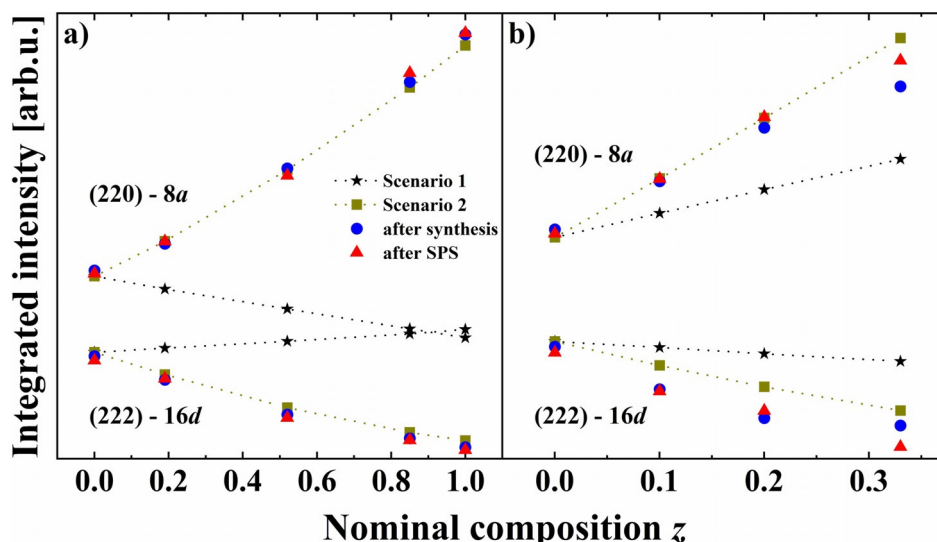 a)
b)
Integrated intensity [arb.u.]
(220) - 8a
(220) - 8a
Scenario 1
Scenario 2
after synthesis
after SPS
(222) - 16d
(222) - 16d
0.0 0.2 0.4 0.6 0.8 1.0
0.0 0.1 0.2 0.3
Nominal composition z